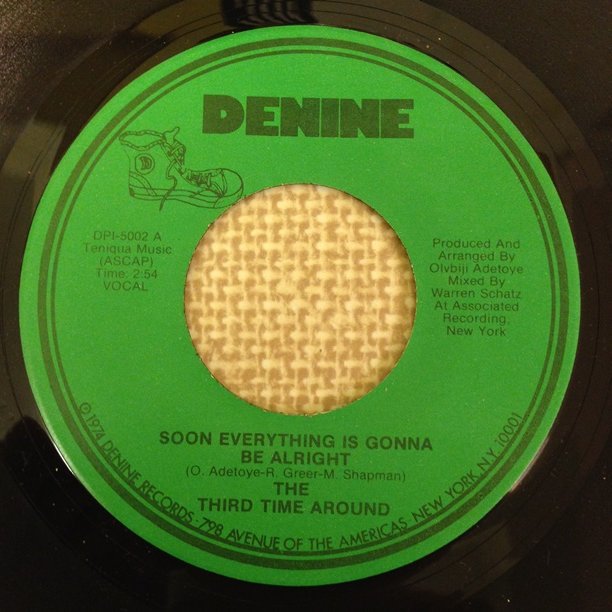 DENINE
DPI-5002 A
Teniqua Music
(ASCAP)
Time: 2:54
VOCAL
Produced And
Arranged By
Olvbiji Adetoye
Mixed By
Warren Schatz
At Associated
Recording,
New York
SOON EVERYTHING IS GONNA
BE ALRIGHT
(O. Adetoye-R. Greer-M. Shapman)
THE
THIRD TIME AROUND
©1974 DENINE RECORDS · 798 AVENUE OF THE AMERICAS · NEW YORK, N.Y. 10001